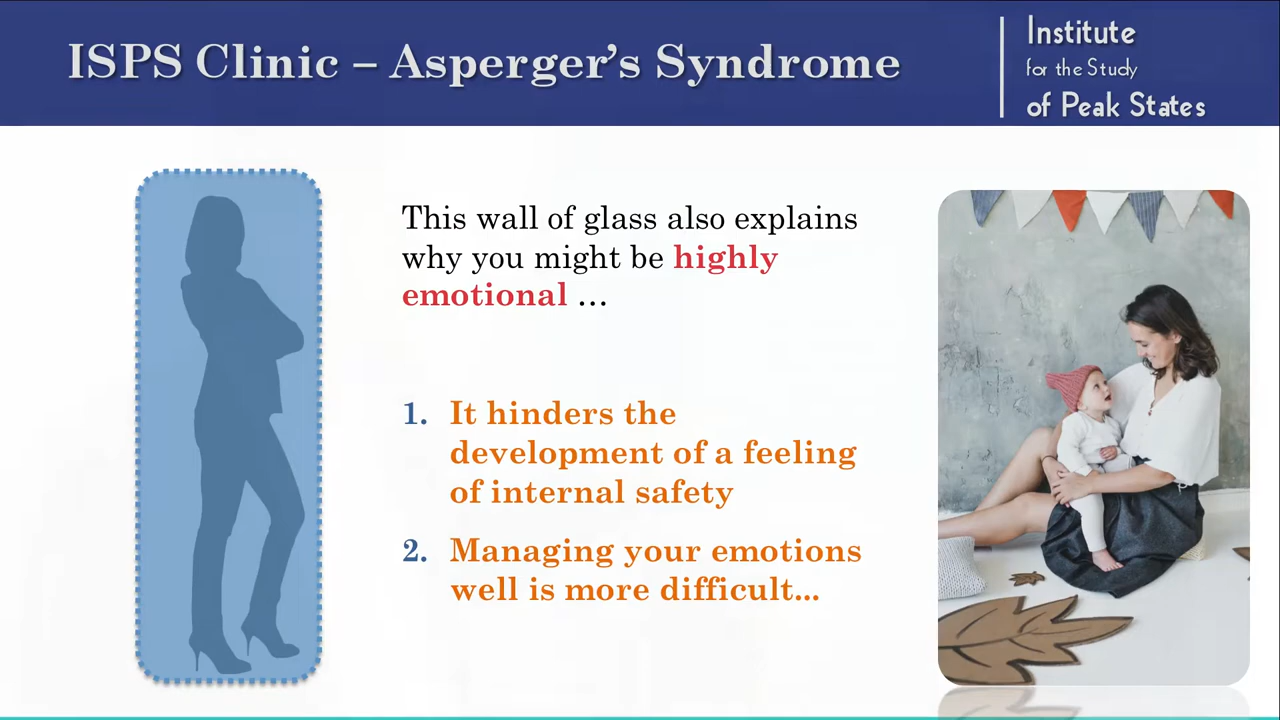 ISPS Clinic – Asperger’s Syndrome
Institute
for the Study
of Peak States
This wall of glass also explains
why you might be highly
emotional …
1. It hinders the
development of a feeling
of internal safety
2. Managing your emotions
well is more difficult...